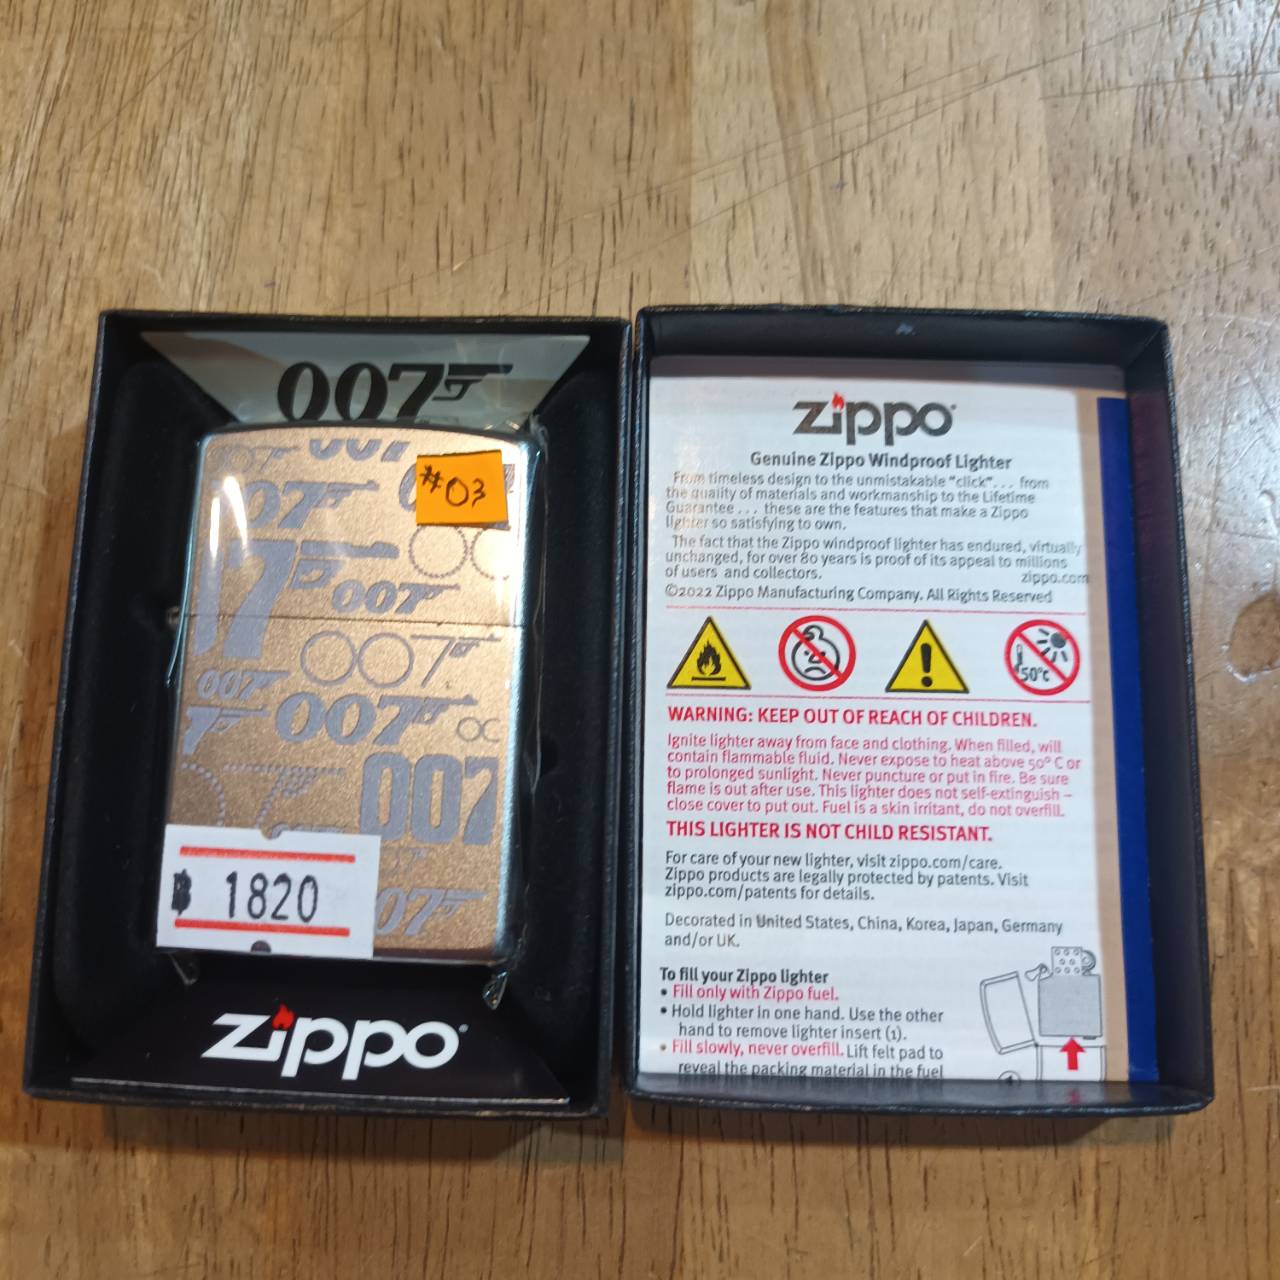 007
007
007
07
#03
7
007
007
007
007
007
07
฿ 1820
zippo
zippo
Genuine Zippo Windproof Lighter
From timeless design to the unmistakable "click"... from
the quality of materials and workmanship to the Lifetime
Guarantee ... these are the features that make a Zippo
lighter so satisfying to own.
The fact that the Zippo windproof lighter has endured, virtually
unchanged, for over 80 years is proof of its appeal to millions
of users and collectors.
zippo.com
©2022 Zippo Manufacturing Company. All Rights Reserved
50°C
WARNING: KEEP OUT OF REACH OF CHILDREN.
Ignite lighter away from face and clothing. When filled, will
contain flammable fluid. Never expose to heat above 50° C or
to prolonged sunlight. Never puncture or put in fire. Be sure
flame is out after use. This lighter does not self-extinguish –
close cover to put out. Fuel is a skin irritant, do not overfill.
THIS LIGHTER IS NOT CHILD RESISTANT.
For care of your new lighter, visit zippo.com/care.
Zippo products are legally protected by patents. Visit
zippo.com/patents for details.
Decorated in United States, China, Korea, Japan, Germany
and/or UK.
To fill your Zippo lighter
• Fill only with Zippo fuel.
• Hold lighter in one hand. Use the other
hand to remove lighter insert (1).
• Fill slowly, never overfill. Lift felt pad to
reveal the packing material in the fuel